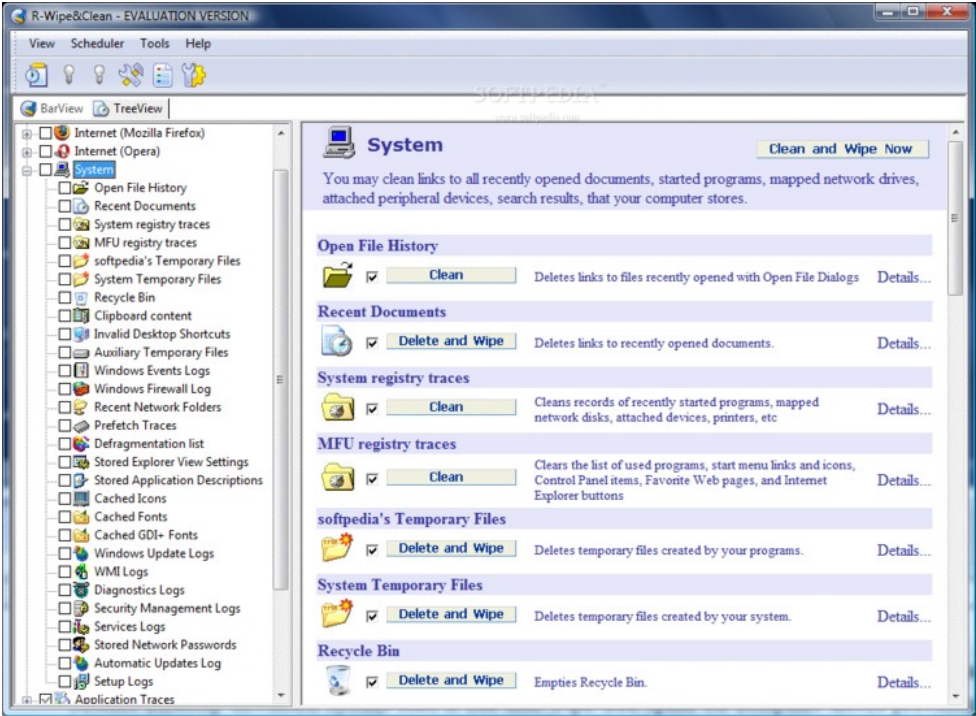 R-Wipe&Clean - EVALUATION VERSION
View Scheduler Tools Help
SOFTPEDIA
www.softpedia.com
BarView TreeView
Internet (Mozilla Firefox)
Internet (Opera)
System
Open File History
Recent Documents
System registry traces
MFU registry traces
softpedia's Temporary Files
System Temporary Files
Recycle Bin
Clipboard content
Invalid Desktop Shortcuts
Auxiliary Temporary Files
Windows Events Logs
Windows Firewall Log
Recent Network Folders
Prefetch Traces
Defragmentation list
Stored Explorer View Settings
Stored Application Descriptions
Cached Icons
Cached Fonts
Cached GDI+ Fonts
Windows Update Logs
WMI Logs
Diagnostics Logs
Security Management Logs
Services Logs
Stored Network Passwords
Automatic Updates Log
Setup Logs
Application Traces
System
Clean and Wipe Now
You may clean links to all recently opened documents, started programs, mapped network drives,
attached peripheral devices, search results, that your computer stores.
Open File History
Clean Deletes links to files recently opened with Open File Dialogs Details...
Recent Documents
Delete and Wipe Deletes links to recently opened documents. Details...
System registry traces
Clean Cleans records of recently started programs, mapped
network disks, attached devices, printers, etc Details...
MFU registry traces
Clears the list of used programs, start menu links and icons,
Clean Control Panel items, Favorite Web pages, and Internet Details...
Explorer buttons
softpedia's Temporary Files
Delete and Wipe Deletes temporary files created by your programs. Details...
System Temporary Files
Delete and Wipe Deletes temporary files created by your system. Details...
Recycle Bin
Delete and Wipe Empties Recycle Bin. Details...